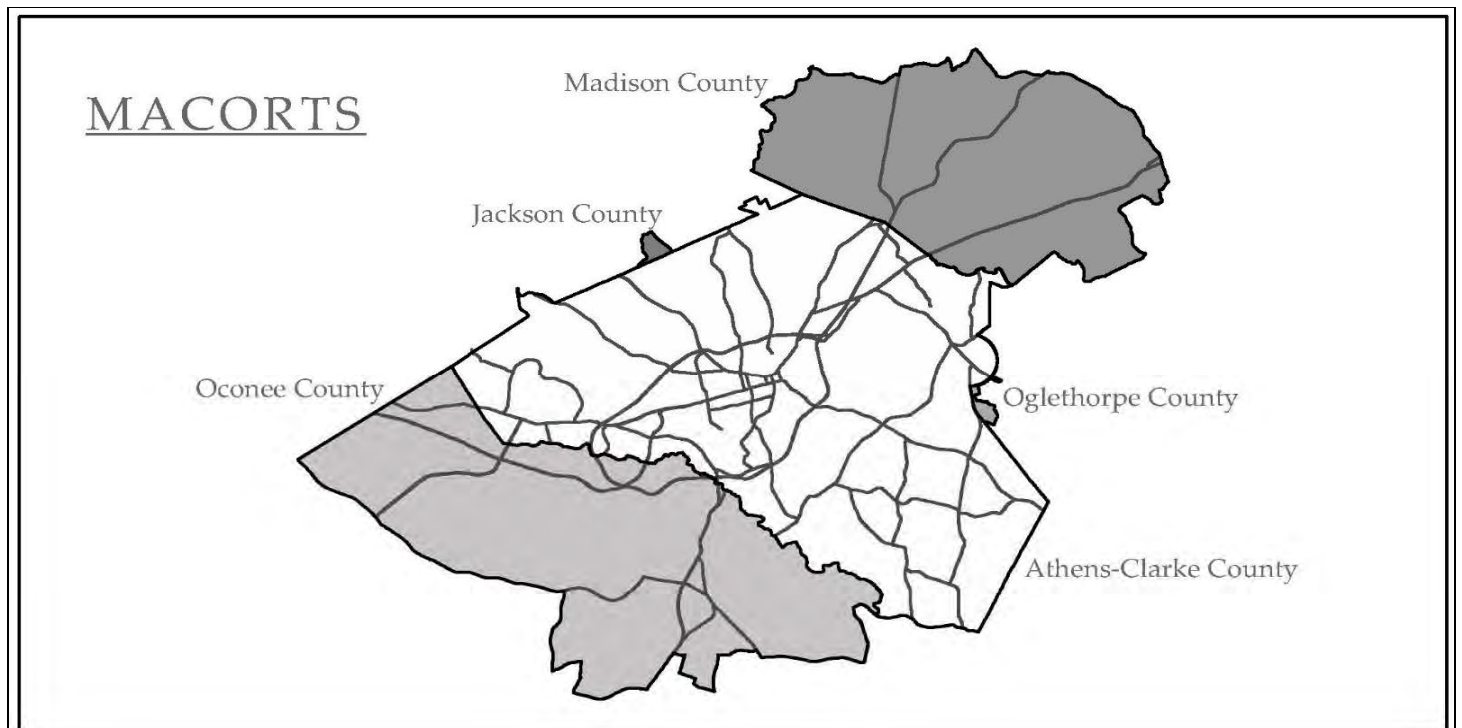 Madison County
MACORTS
Jackson County
Oconee County
Oglethorpe County
Athens-Clarke County